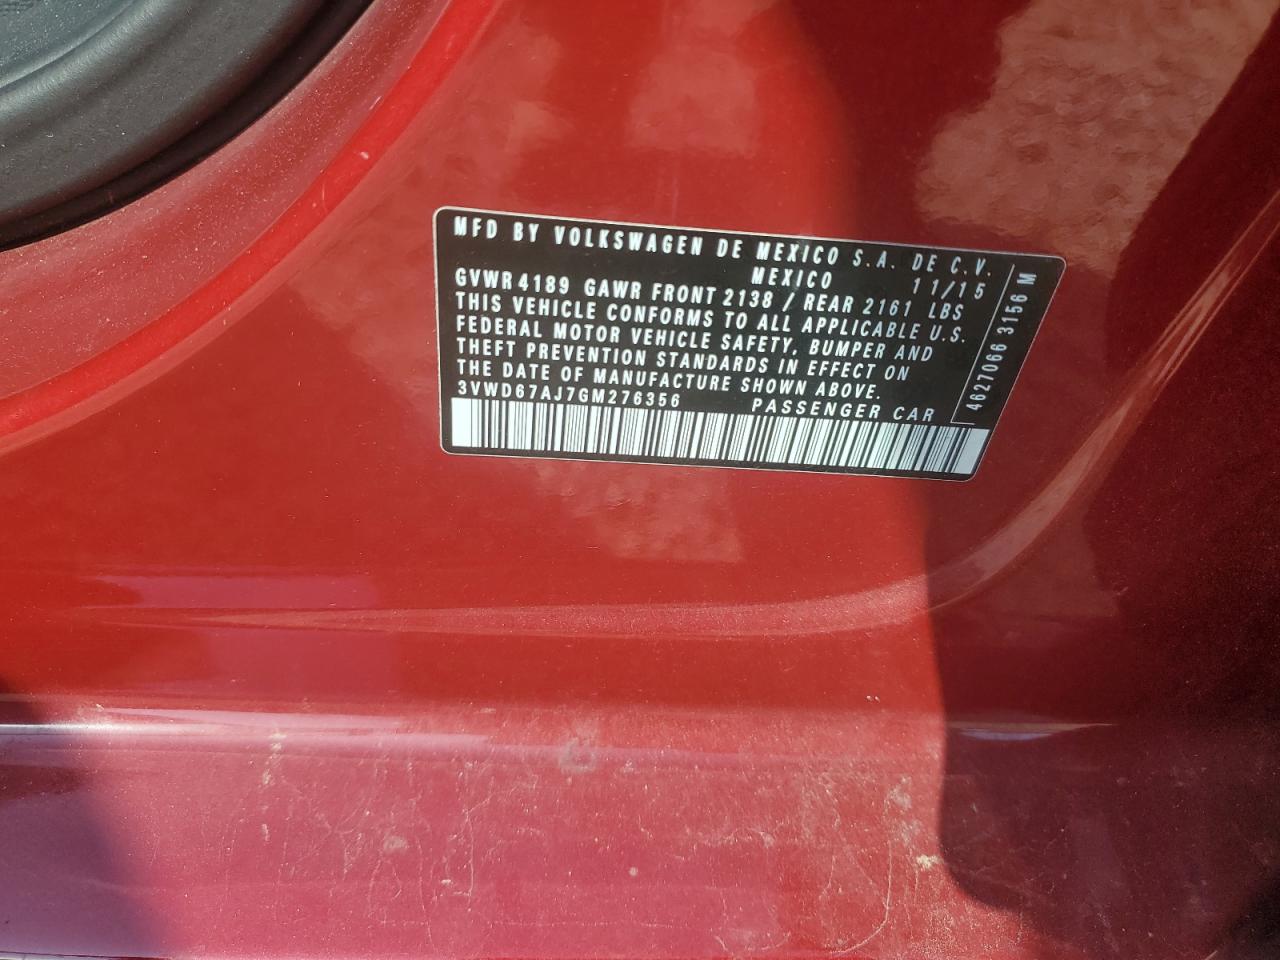 MFD BY VOLKSWAGEN DE MEXICO S.A. DE C.V.
MEXICO 11/15
GVWR 4189 GAWR FRONT 2138 / REAR 2161 LBS
THIS VEHICLE CONFORMS TO ALL APPLICABLE U.S.
FEDERAL MOTOR VEHICLE SAFETY, BUMPER AND
THEFT PREVENTION STANDARDS IN EFFECT ON
THE DATE OF MANUFACTURE SHOWN ABOVE.
3VWD67AJ7GM276356 PASSENGER CAR
4627066 3156 M